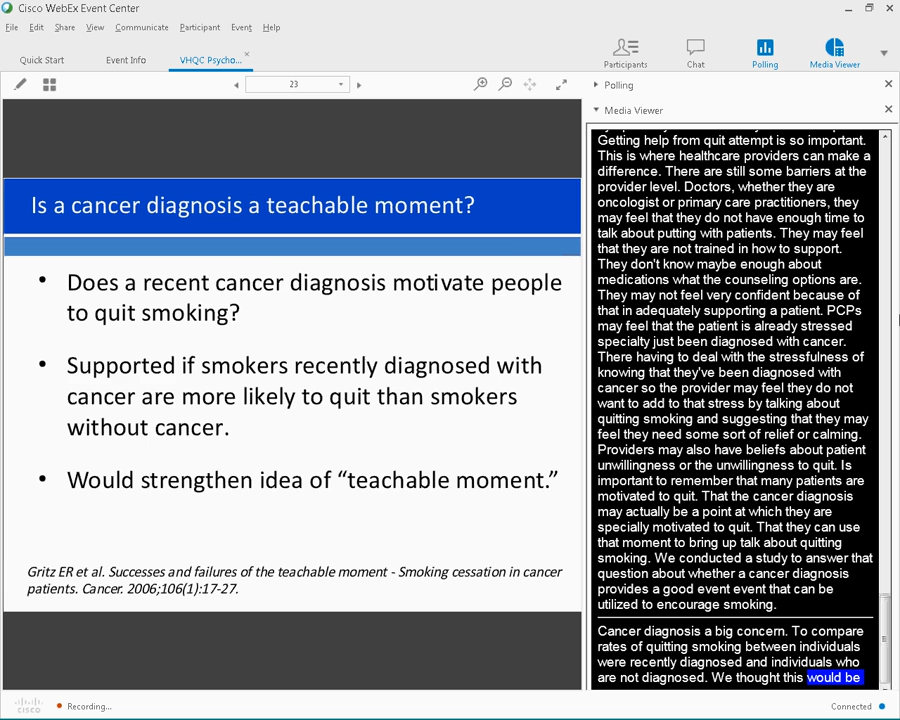 Cisco WebEx Event Center
File Edit Share View Communicate Participant Event Help
Quick Start Event Info VHQC Psycho... Participants Chat Polling Media Viewer
23
Polling
Media Viewer
Is a cancer diagnosis a teachable moment?
• Does a recent cancer diagnosis motivate people
to quit smoking?
• Supported if smokers recently diagnosed with
cancer are more likely to quit than smokers
without cancer.
• Would strengthen idea of “teachable moment.”
Gritz ER et al. Successes and failures of the teachable moment - Smoking cessation in cancer
patients. Cancer. 2006;106(1):17-27.
Getting help from quit attempt is so important.
This is where healthcare providers can make a
difference. There are still some barriers at the
provider level. Doctors, whether they are
oncologist or primary care practitioners, they
may feel that they do not have enough time to
talk about putting with patients. They may feel
that they are not trained in how to support.
They don't know maybe enough about
medications what the counseling options are.
They may not feel very confident because of
that in adequately supporting a patient. PCPs
may feel that the patient is already stressed
specialty just been diagnosed with cancer.
There having to deal with the stressfulness of
knowing that they've been diagnosed with
cancer so the provider may feel they do not
want to add to that stress by talking about
quitting smoking and suggesting that they may
feel they need some sort of relief or calming.
Providers may also have beliefs about patient
unwillingness or the unwillingness to quit. Is
important to remember that many patients are
motivated to quit. That the cancer diagnosis
may actually be a point at which they are
specially motivated to quit. That they can use
that moment to bring up talk about quitting
smoking. We conducted a study to answer that
question about whether a cancer diagnosis
provides a good event event that can be
utilized to encourage smoking.
Cancer diagnosis a big concern. To compare
rates of quitting smoking between individuals
were recently diagnosed and individuals who
are not diagnosed. We thought this would be
cisco Recording... Connected